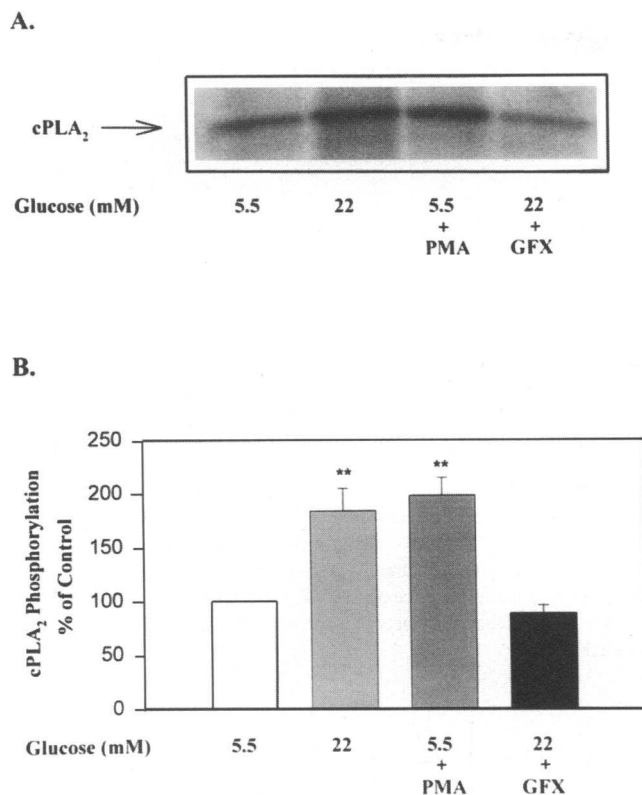 A.
cPLA₂
Glucose (mM) 5.5 22 5.5 22
+ +
PMA GFX
B.
250
200
150
100
50
0
cPLA₂ Phosphorylation
% of Control
** **
Glucose (mM) 5.5 22 5.5 22
+ +
PMA GFX